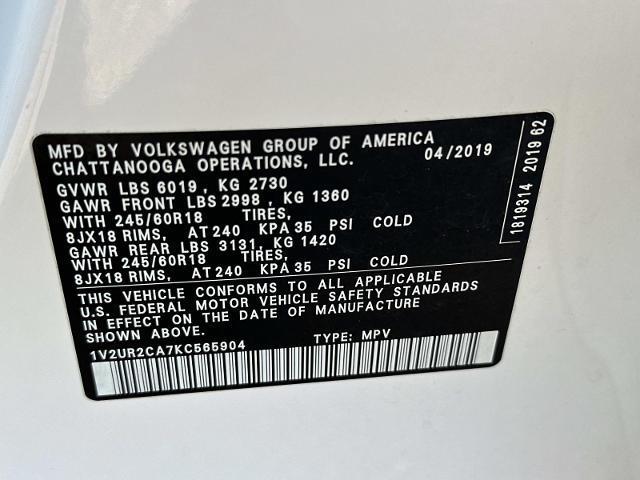 MFD BY VOLKSWAGEN GROUP OF AMERICA
CHATTANOOGA OPERATIONS, LLC. 04/2019
GVWR LBS 6019, KG 2730
GAWR FRONT LBS 2998, KG 1360
WITH 245/60R18 TIRES,
8JX18 RIMS, AT 240 KPA 35 PSI COLD
GAWR REAR LBS 3131, KG 1420
WITH 245/60R18 TIRES,
8JX18 RIMS, AT 240 KPA 35 PSI COLD
THIS VEHICLE CONFORMS TO ALL APPLICABLE
U.S. FEDERAL MOTOR VEHICLE SAFETY STANDARDS
IN EFFECT ON THE DATE OF MANUFACTURE
SHOWN ABOVE.
1V2UR2CA7KC565904 TYPE: MPV
1819314 2019 62